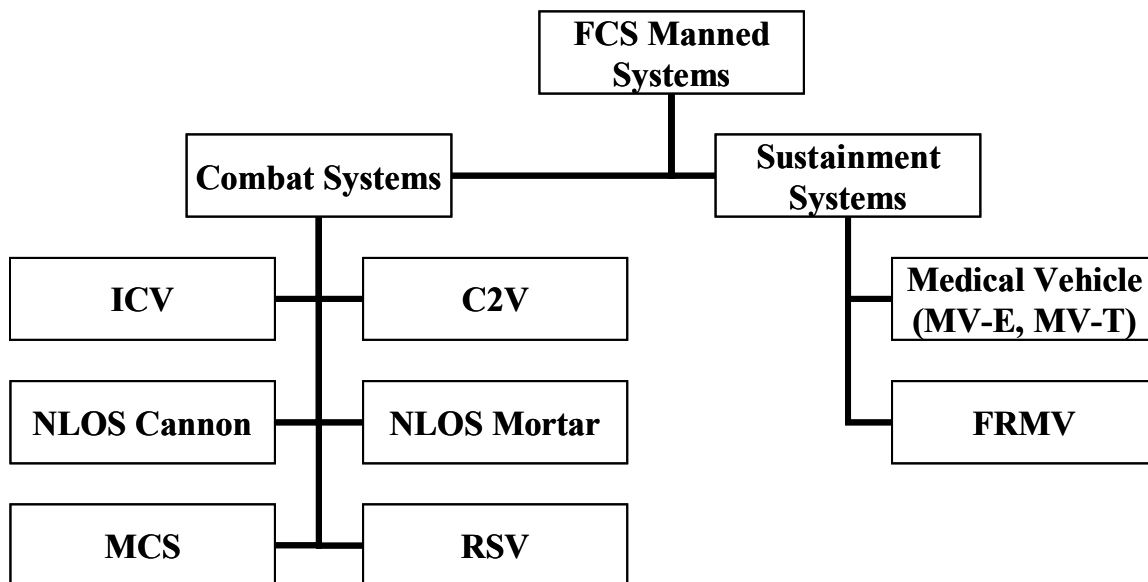 FCS Manned
Systems
Combat Systems
Sustainment
Systems
ICV
C2V
Medical Vehicle
(MV-E, MV-T)
NLOS Cannon
NLOS Mortar
FRMV
MCS
RSV